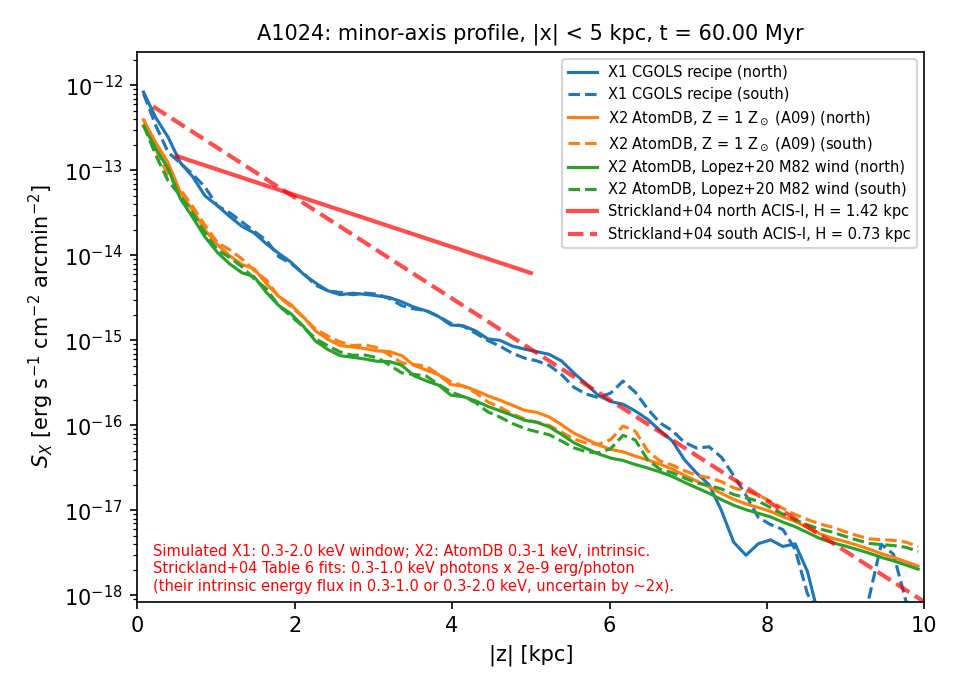 A1024: minor-axis profile, |x| < 5 kpc, t = 60.00 Myr
X1 CGOLS recipe (north)
X1 CGOLS recipe (south)
X2 AtomDB, Z = 1 Z⊙ (A09) (north)
X2 AtomDB, Z = 1 Z⊙ (A09) (south)
X2 AtomDB, Lopez+20 M82 wind (north)
X2 AtomDB, Lopez+20 M82 wind (south)
Strickland+04 north ACIS-I, H = 1.42 kpc
Strickland+04 south ACIS-I, H = 0.73 kpc
S_X [erg s⁻¹ cm⁻² arcmin⁻²]
10⁻¹²
10⁻¹³
10⁻¹⁴
10⁻¹⁵
10⁻¹⁶
10⁻¹⁷
10⁻¹⁸
Simulated X1: 0.3-2.0 keV window; X2: AtomDB 0.3-1 keV, intrinsic.
Strickland+04 Table 6 fits: 0.3-1.0 keV photons x 2e-9 erg/photon
(their intrinsic energy flux in 0.3-1.0 or 0.3-2.0 keV, uncertain by ~2x).
0 2 4 6 8 10
|z| [kpc]